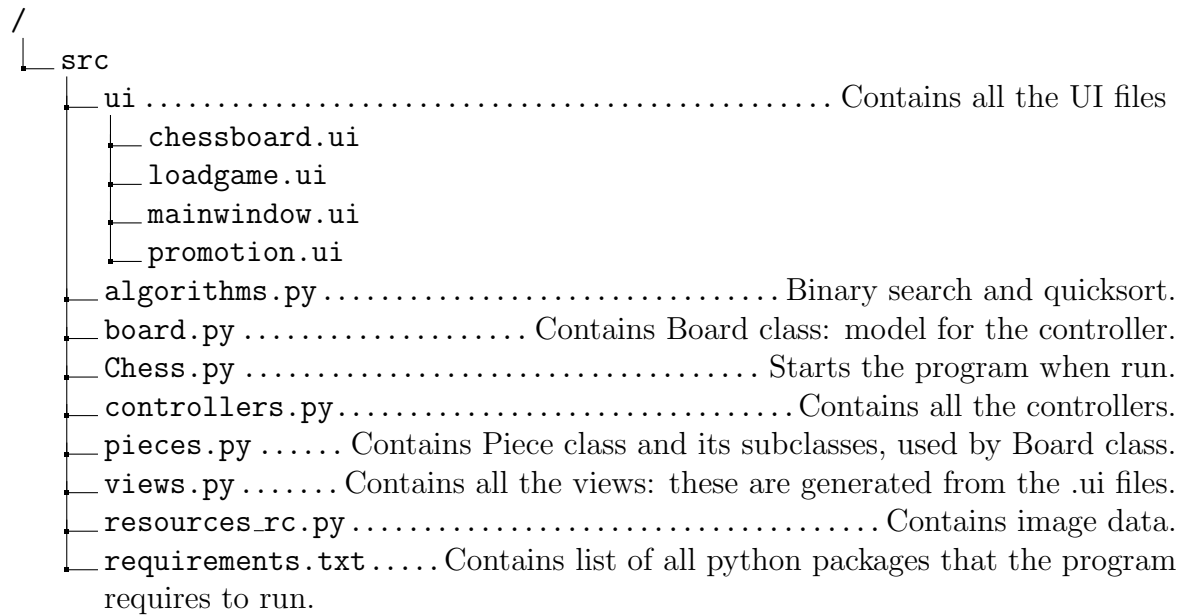 /
src
ui ................................................ Contains all the UI files
chessboard.ui
loadgame.ui
mainwindow.ui
promotion.ui
algorithms.py ................................ Binary search and quicksort.
board.py .................... Contains Board class: model for the controller.
Chess.py ..................................... Starts the program when run.
controllers.py ................................ Contains all the controllers.
pieces.py ...... Contains Piece class and its subclasses, used by Board class.
views.py ....... Contains all the views: these are generated from the .ui files.
resources_rc.py ..................................... Contains image data.
requirements.txt ..... Contains list of all python packages that the program
requires to run.